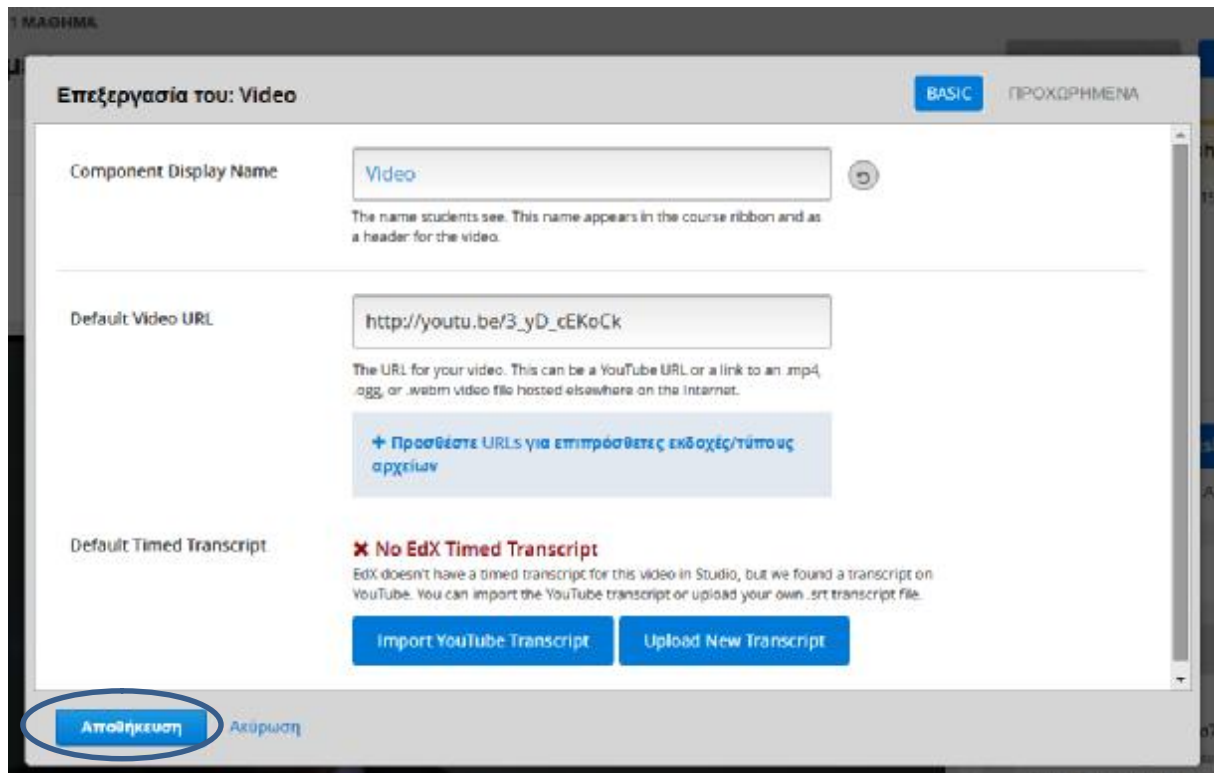 1 ΜΑΘΗΜΑ
Επεξεργασία του: Video
BASIC
ΠΡΟΧΩΡΗΜΕΝΑ
Component Display Name
Video
The name students see. This name appears in the course ribbon and as
a header for the video.
Default Video URL
http://youtu.be/3_yD_cEKoCk
The URL for your video. This can be a YouTube URL or a link to an .mp4,
.ogg, or .webm video file hosted elsewhere on the Internet.
+ Προσθέστε URLs για επιπρόσθετες εκδοχές/τύπους
αρχείων
Default Timed Transcript
✖ No EdX Timed Transcript
EdX doesn't have a timed transcript for this video in Studio, but we found a transcript on
YouTube. You can import the YouTube transcript or upload your own .srt transcript file.
Import YouTube Transcript
Upload New Transcript
Αποθήκευση
Ακύρωση